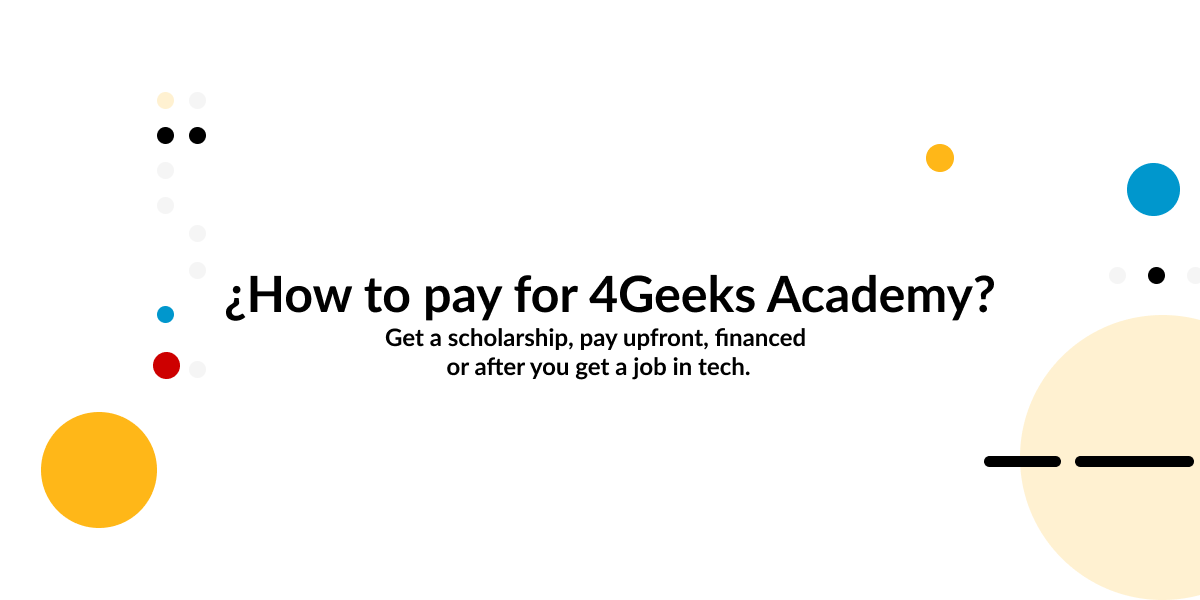 ¿How to pay for 4Geeks Academy?
Get a scholarship, pay upfront, financed
or after you get a job in tech.